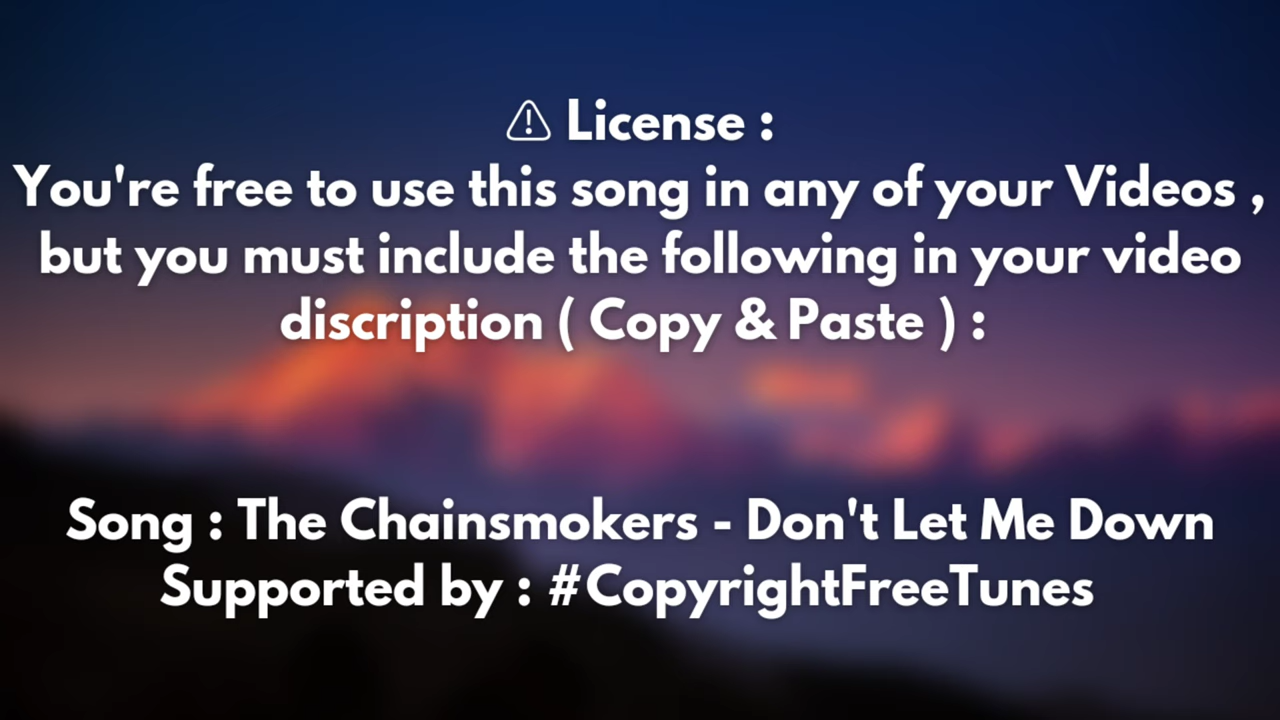 ⚠ License :
You're free to use this song in any of your Videos ,
but you must include the following in your video
discription ( Copy & Paste ) :
Song : The Chainsmokers - Don't Let Me Down
Supported by : #CopyrightFreeTunes